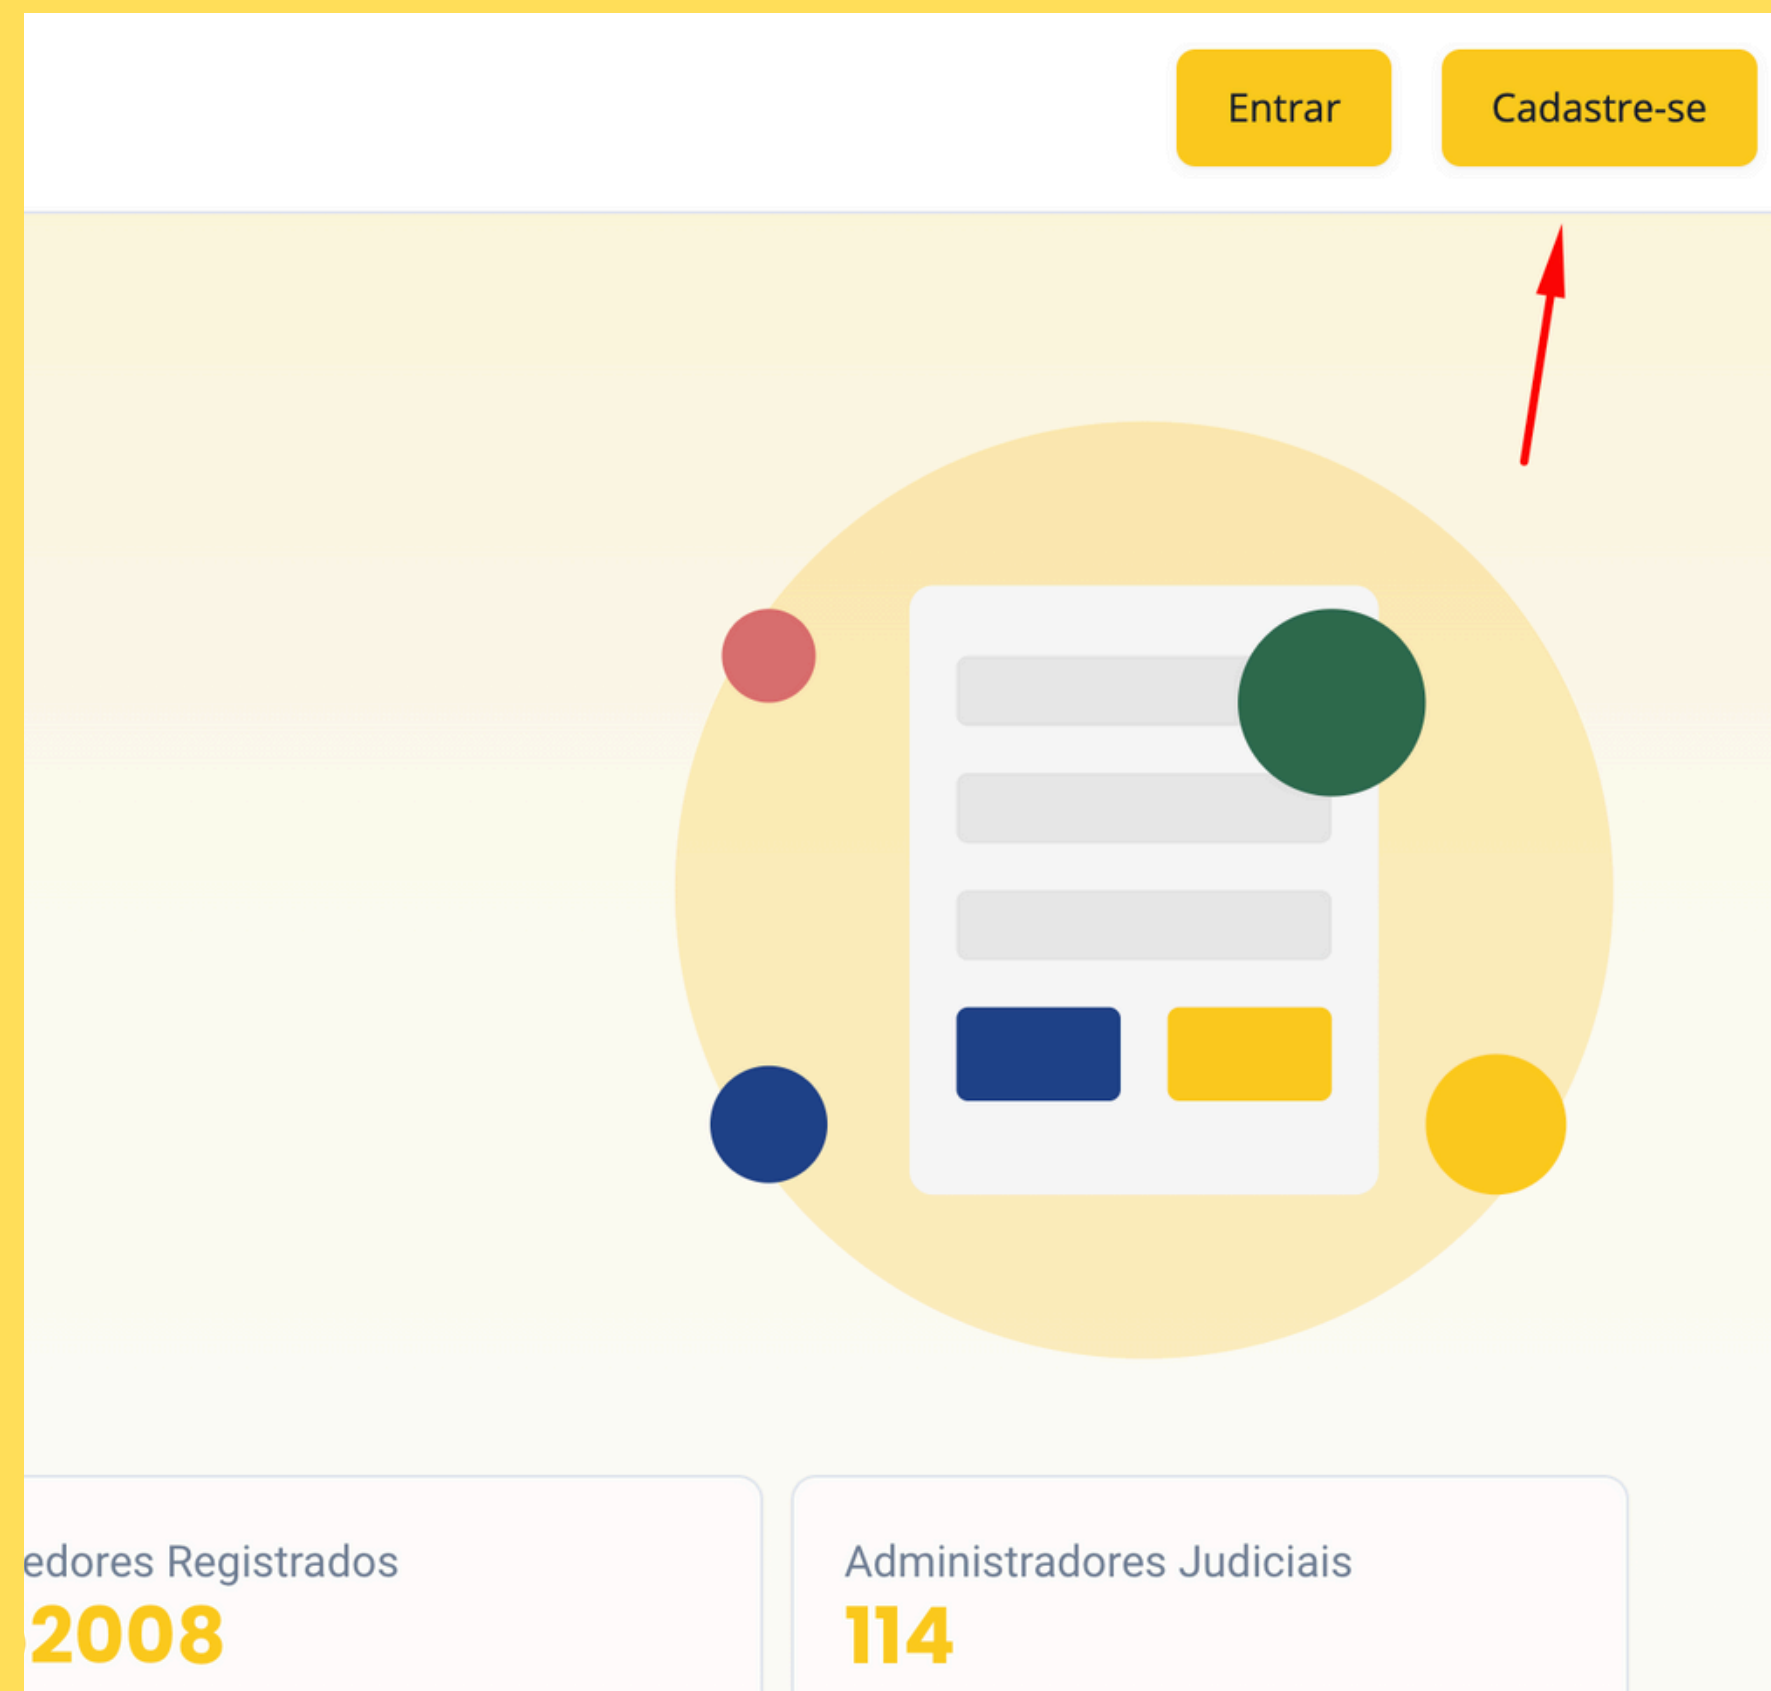 Entrar
Cadastre-se
edores Registrados
2008
Administradores Judiciais
114